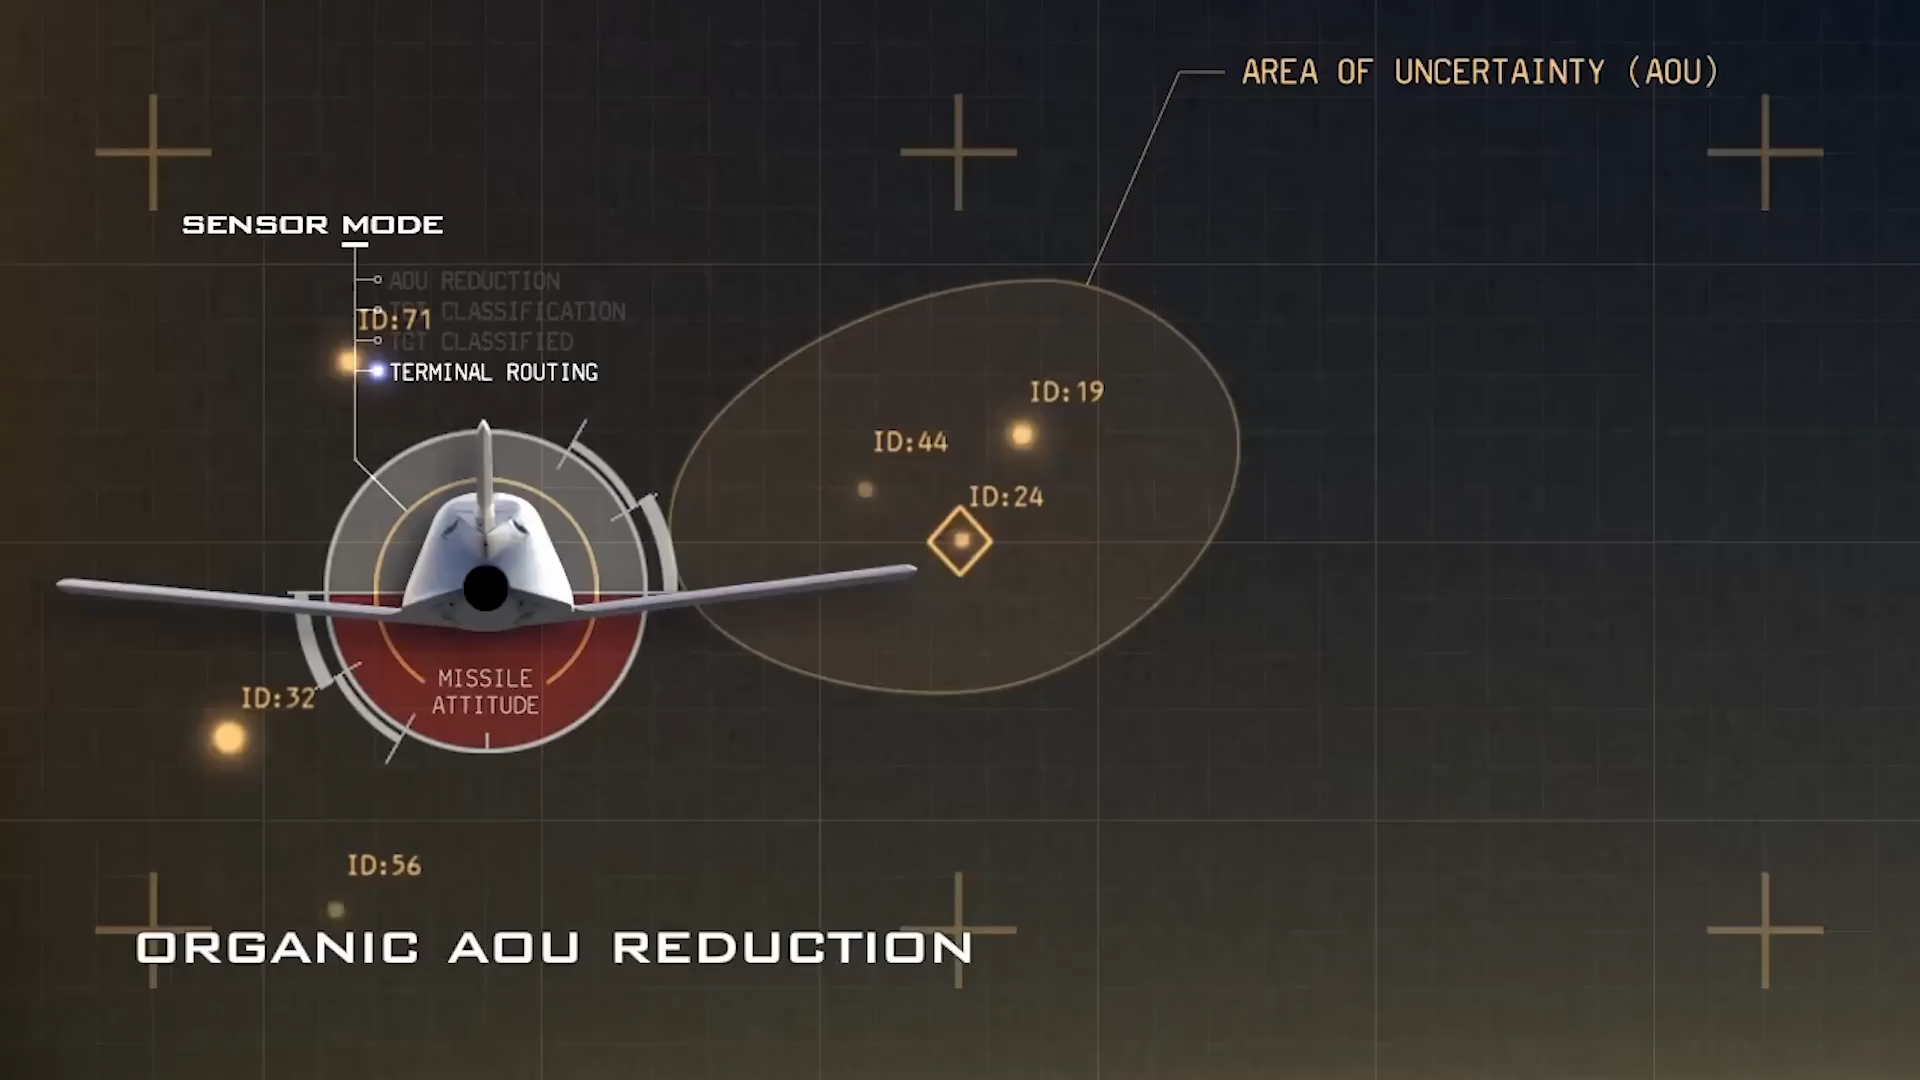 AREA OF UNCERTAINTY (AOU)
SENSOR MODE
AOU REDUCTION
TGT CLASSIFICATION
ID:71
TGT CLASSIFIED
TERMINAL ROUTING
ID:19
ID:44
ID:24
MISSILE
ATTITUDE
ID:32
ID:56
ORGANIC AOU REDUCTION